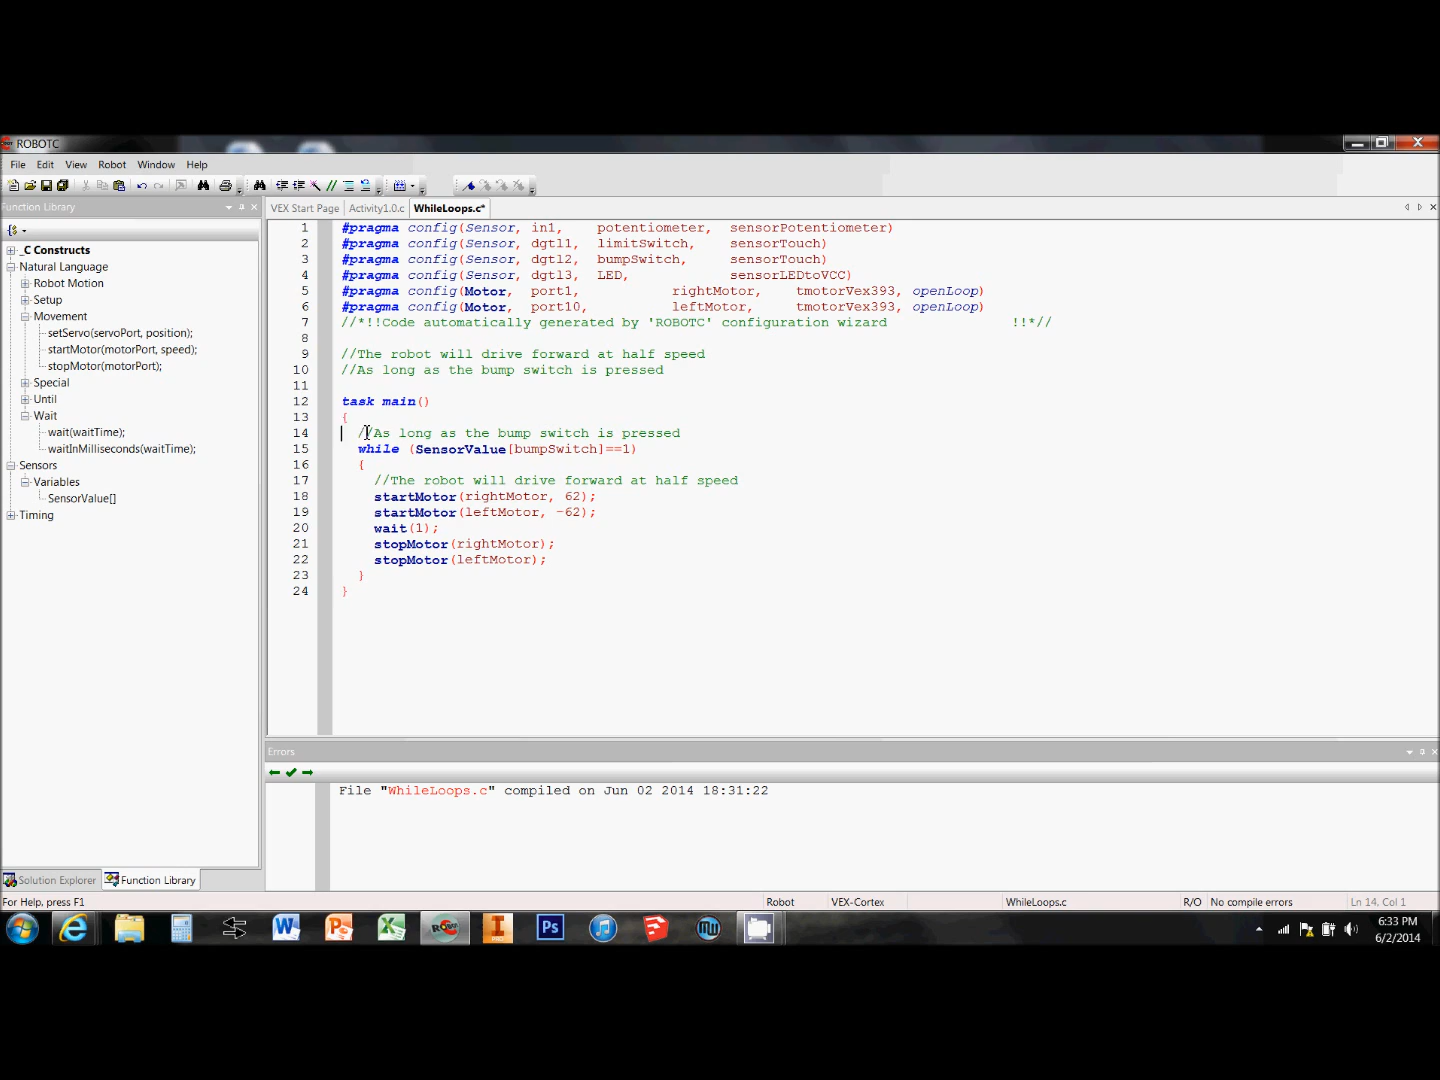 ROBOTC
File Edit View Robot Window Help
Function Library
VEX Start Page Activity1.0.c WhileLoops.c*
_C Constructs
Natural Language
Robot Motion
Setup
Movement
setServo(servoPort, position);
startMotor(motorPort, speed);
stopMotor(motorPort);
Special
Until
Wait
wait(waitTime);
waitInMilliseconds(waitTime);
Sensors
Variables
SensorValue[]
Timing
1 #pragma config(Sensor, in1, potentiometer, sensorPotentiometer)
2 #pragma config(Sensor, dgtl1, limitSwitch, sensorTouch)
3 #pragma config(Sensor, dgtl2, bumpSwitch, sensorTouch)
4 #pragma config(Sensor, dgtl3, LED, sensorLEDtoVCC)
5 #pragma config(Motor, port1, rightMotor, tmotorVex393, openLoop)
6 #pragma config(Motor, port10, leftMotor, tmotorVex393, openLoop)
7 //*!!Code automatically generated by 'ROBOTC' configuration wizard !!*//
8
9 //The robot will drive forward at half speed
10 //As long as the bump switch is pressed
11
12 task main()
13 {
14 //As long as the bump switch is pressed
15 while (SensorValue[bumpSwitch]==1)
16 {
17 //The robot will drive forward at half speed
18 startMotor(rightMotor, 62);
19 startMotor(leftMotor, -62);
20 wait(1);
21 stopMotor(rightMotor);
22 stopMotor(leftMotor);
23 }
24 }
Errors
File "WhileLoops.c" compiled on Jun 02 2014 18:31:22
Solution Explorer Function Library
For Help, press F1 Robot VEX-Cortex WhileLoops.c R/O No compile errors Ln 14, Col 1
6:33 PM
6/2/2014